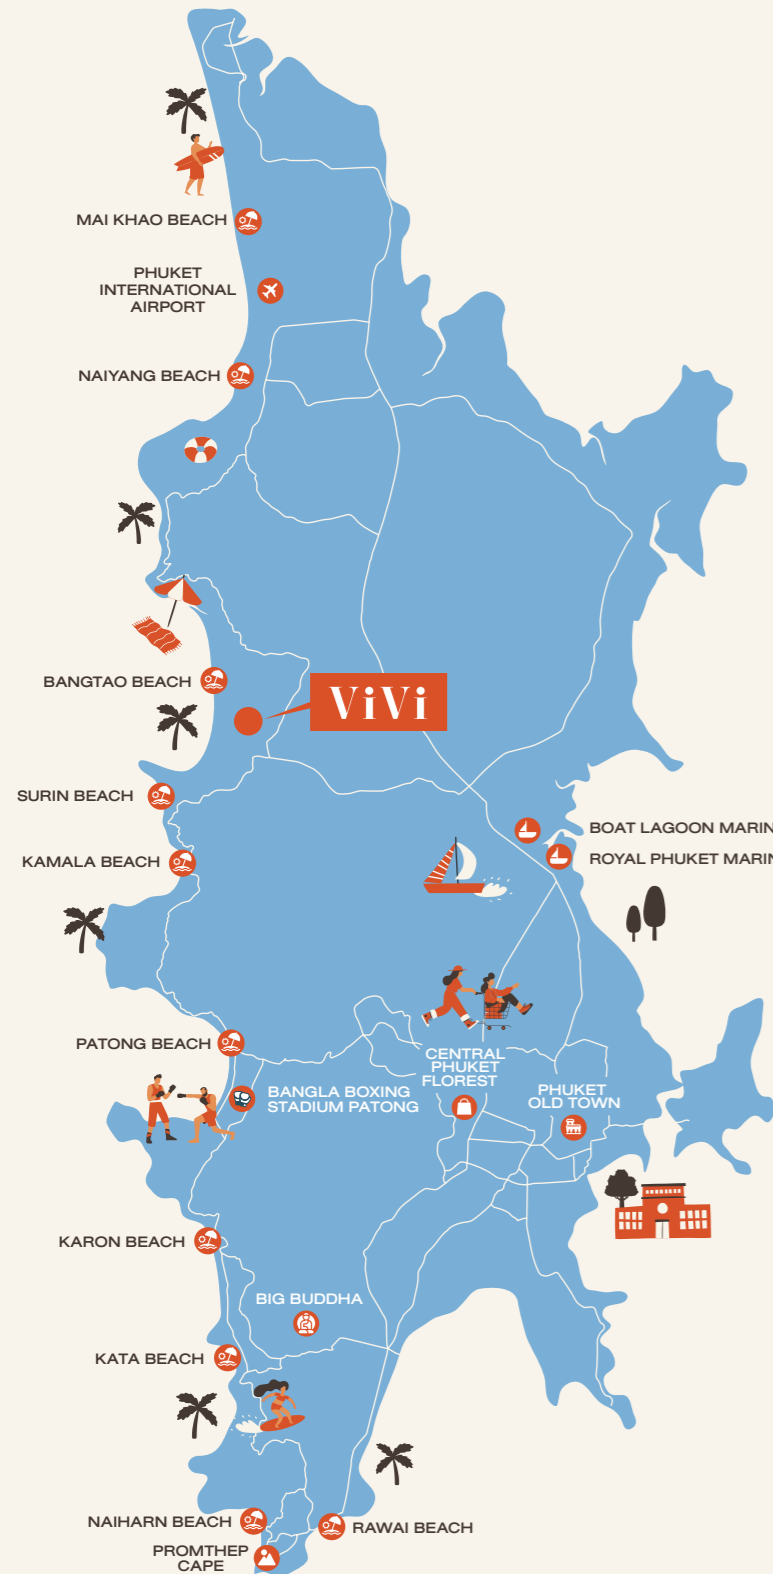 MAI KHAO BEACH
PHUKET
INTERNATIONAL
AIRPORT
NAIYANG BEACH
BANGTAO BEACH
ViVi
SURIN BEACH
BOAT LAGOON MARIN
ROYAL PHUKET MARIN
KAMALA BEACH
PATONG BEACH
CENTRAL
PHUKET
FLOREST
BANGLA BOXING
STADIUM PATONG
PHUKET
OLD TOWN
KARON BEACH
BIG BUDDHA
KATA BEACH
NAIHARN BEACH
RAWAI BEACH
PROMTHEP
CAPE